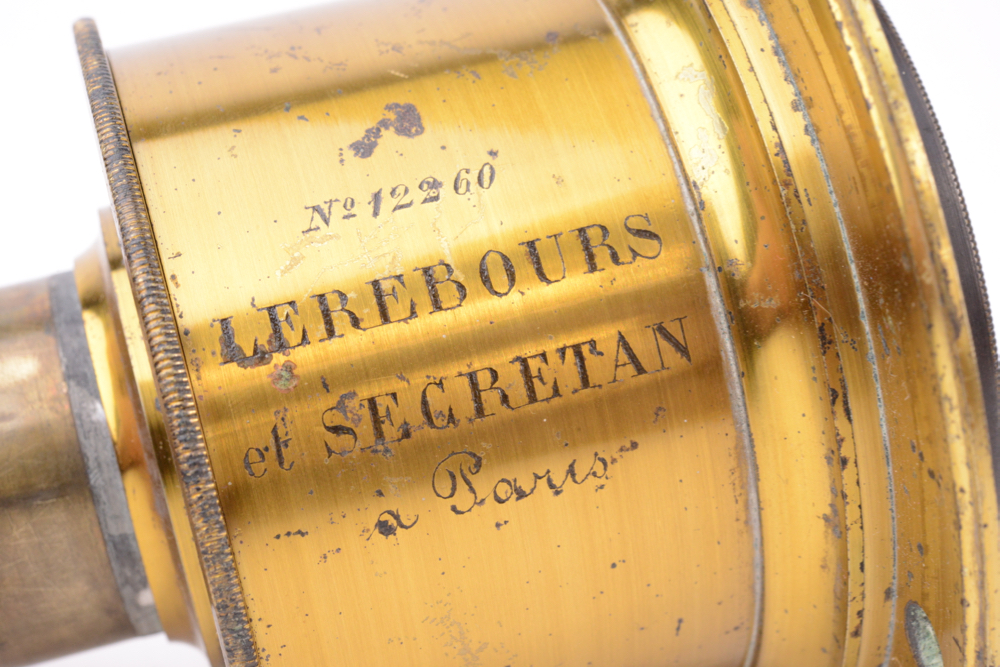 Nº 12260
LEREBOURS
et SECRETAN
a Paris